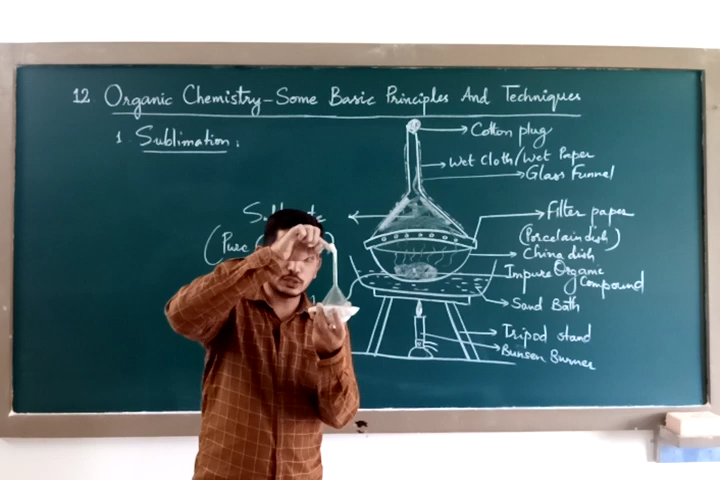 12. Organic Chemistry - Some Basic Principles And Techniques
1. Sublimation:
Cotton plug
Wet Cloth/Wet Paper
Glass Funnel
Filter paper
(Porcelain dish)
China dish
Impure Organic
Compound
Sand Bath
Tripod stand
Bunsen Burner